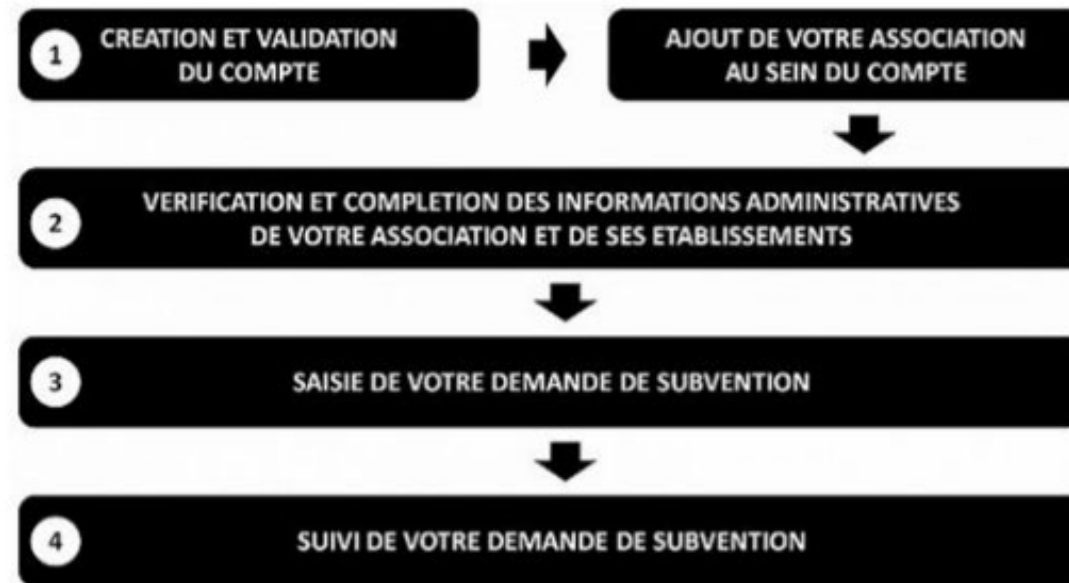 1 CREATION ET VALIDATION
DU COMPTE
AJOUT DE VOTRE ASSOCIATION
AU SEIN DU COMPTE
2 VERIFICATION ET COMPLETION DES INFORMATIONS ADMINISTRATIVES
DE VOTRE ASSOCIATION ET DE SES ETABLISSEMENTS
3 SAISIE DE VOTRE DEMANDE DE SUBVENTION
4 SUIVI DE VOTRE DEMANDE DE SUBVENTION